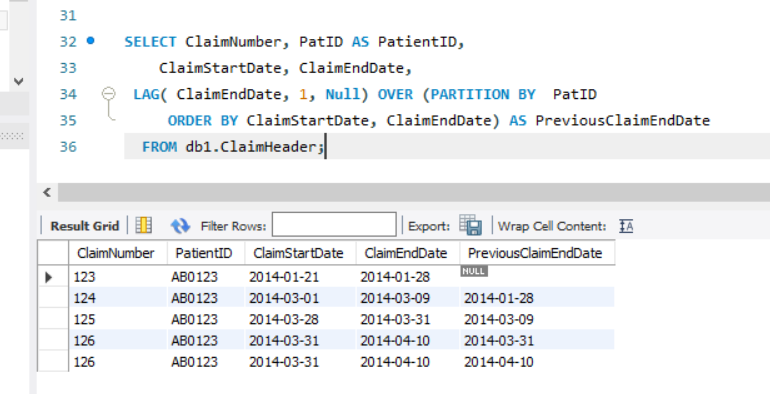 31
32 SELECT ClaimNumber, PatID AS PatientID,
33 ClaimStartDate, ClaimEndDate,
34 LAG( ClaimEndDate, 1, Null) OVER (PARTITION BY PatID
35 ORDER BY ClaimStartDate, ClaimEndDate) AS PreviousClaimEndDate
36 FROM db1.ClaimHeader;
Result Grid Filter Rows: Export: Wrap Cell Content: IA
ClaimNumber PatientID ClaimStartDate ClaimEndDate PreviousClaimEndDate
123 AB0123 2014-01-21 2014-01-28 NULL
124 AB0123 2014-03-01 2014-03-09 2014-01-28
125 AB0123 2014-03-28 2014-03-31 2014-03-09
126 AB0123 2014-03-31 2014-04-10 2014-03-31
126 AB0123 2014-03-31 2014-04-10 2014-04-10